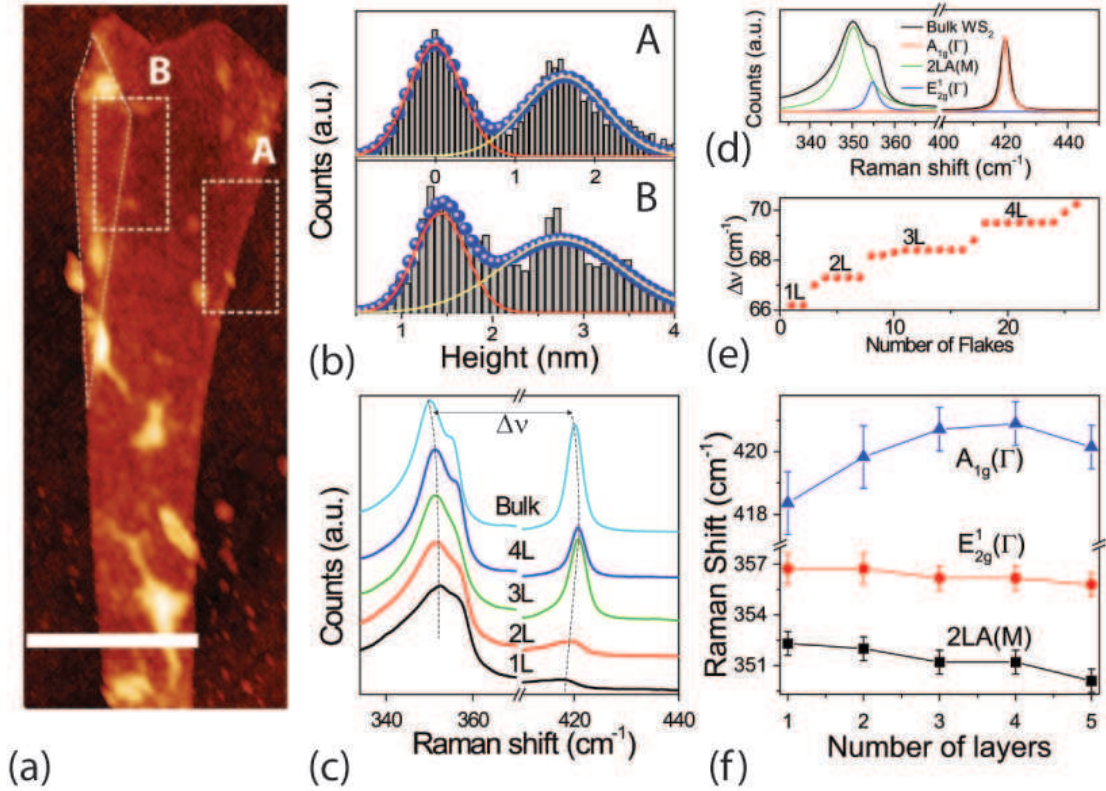 B
A
(a)
A
Counts (a.u.)
0 1 2
B
1 2 3 4
Height (nm)
(b)
Δν
Bulk
4L
3L
2L
1L
Counts (a.u.)
340 360 420 440
Raman shift (cm⁻¹)
(c)
Bulk WS₂
A₁g(Γ)
2LA(M)
E¹₂g(Γ)
Counts (a.u.)
340 350 360 400 420 440
Raman shift (cm⁻¹)
(d)
70
68
66
Δν (cm⁻¹)
1L 2L 3L 4L
0 10 20
Number of Flakes
(e)
420
418
357
354
351
Raman Shift (cm⁻¹)
A₁g(Γ)
E¹₂g(Γ)
2LA(M)
1 2 3 4 5
Number of layers
(f)